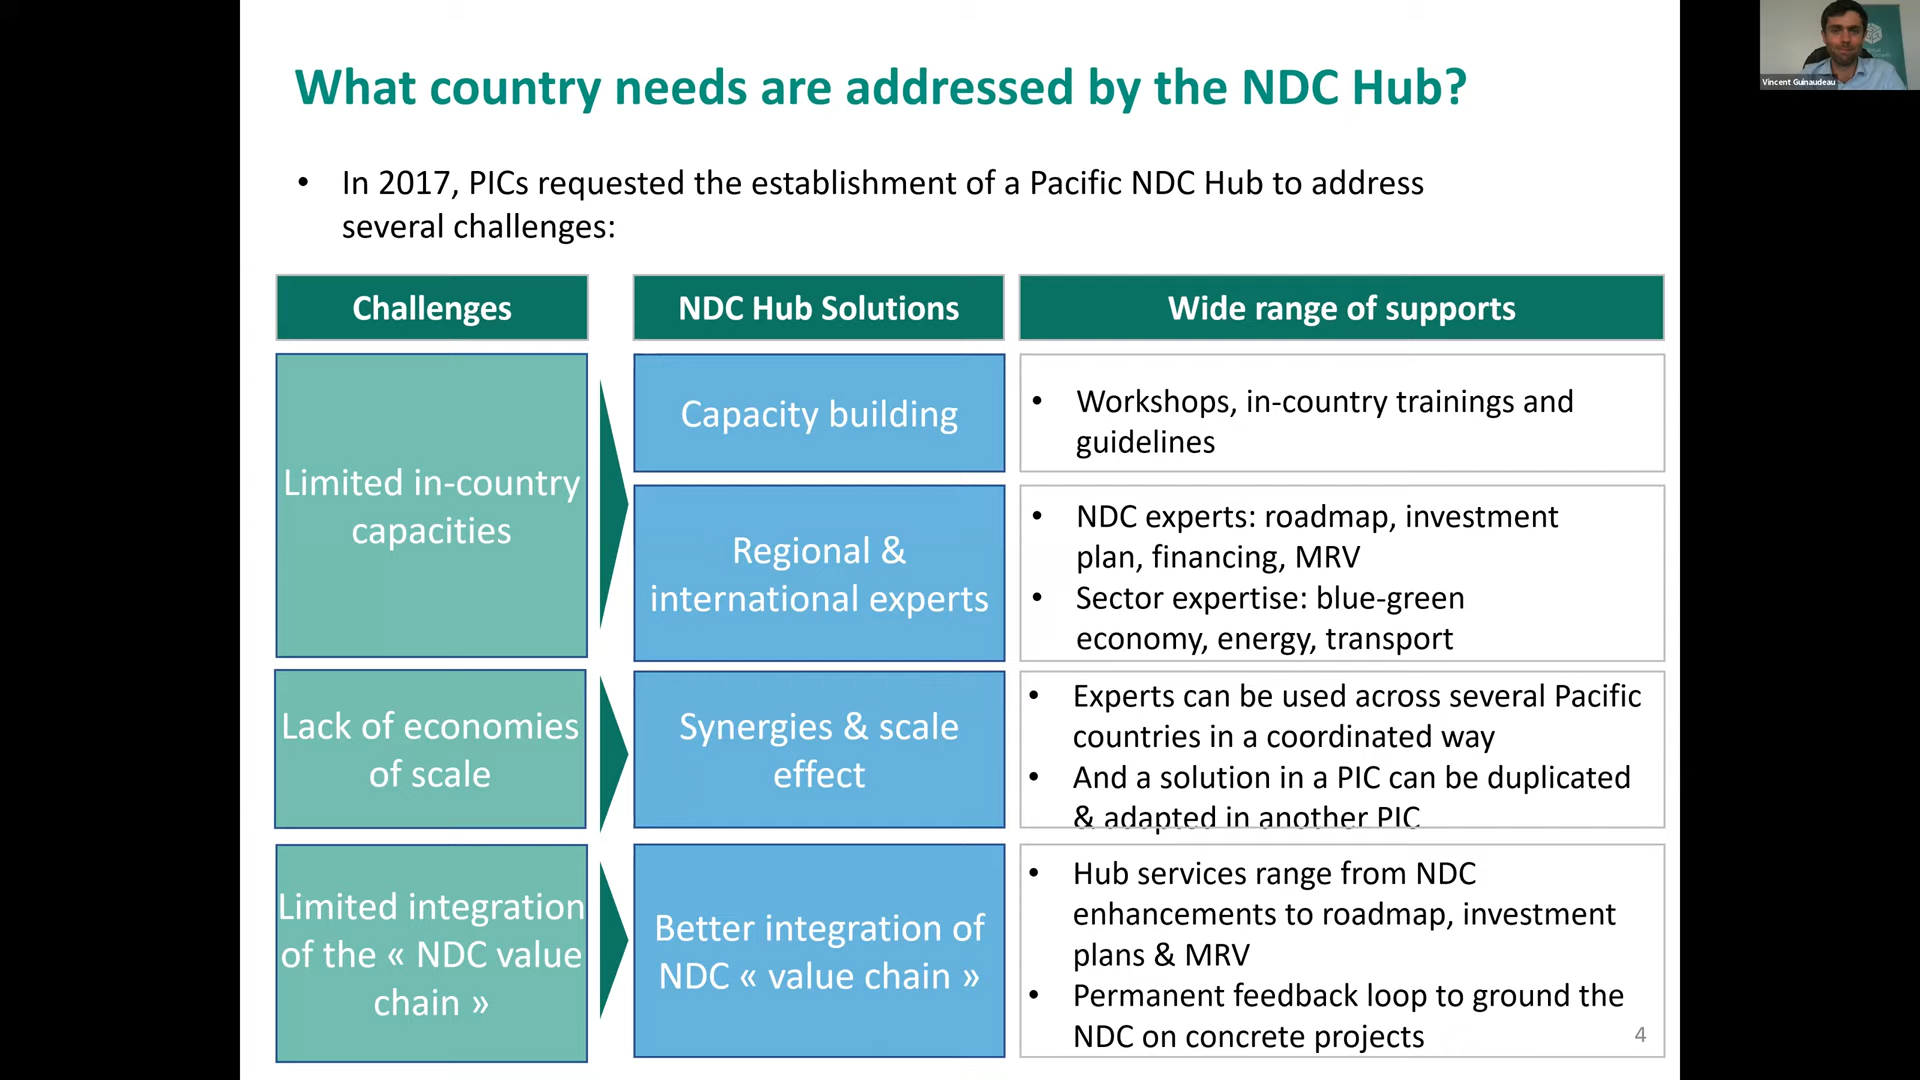 What country needs are addressed by the NDC Hub?
• In 2017, PICs requested the establishment of a Pacific NDC Hub to address
several challenges:
Challenges
NDC Hub Solutions
Wide range of supports
Limited in-country
capacities
Capacity building
• Workshops, in-country trainings and
guidelines
Regional &
international experts
• NDC experts: roadmap, investment
plan, financing, MRV
• Sector expertise: blue-green
economy, energy, transport
Lack of economies
of scale
Synergies & scale
effect
• Experts can be used across several Pacific
countries in a coordinated way
• And a solution in a PIC can be duplicated
& adapted in another PIC
Limited integration
of the « NDC value
chain »
Better integration of
NDC « value chain »
• Hub services range from NDC
enhancements to roadmap, investment
plans & MRV
• Permanent feedback loop to ground the
NDC on concrete projects
4
Vincent Guinaudeau